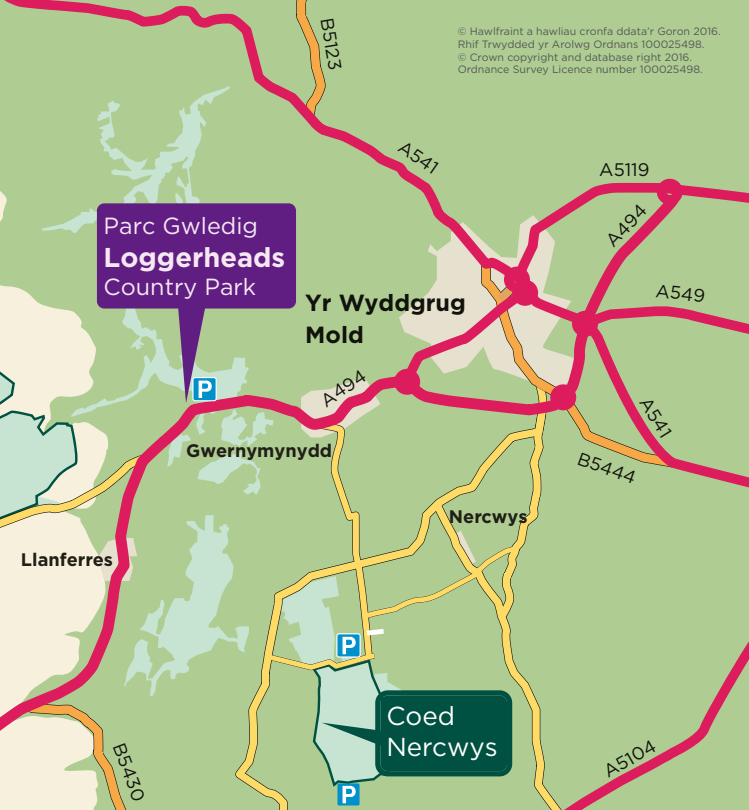 © Hawlfraint a hawliau cronfa ddata'r Goron 2016.
Rhif Trwydded yr Arolwg Ordnans 100025498.
© Crown copyright and database right 2016.
Ordnance Survey Licence number 100025498.
B5123
A541
A5119
A494
A549
Parc Gwledig
Loggerheads
Country Park
Yr Wyddgrug
Mold
P
A494
A541
Gwernymynydd
B5444
Nercwys
Llanferres
P
Coed
Nercwys
B5430
A5104
P